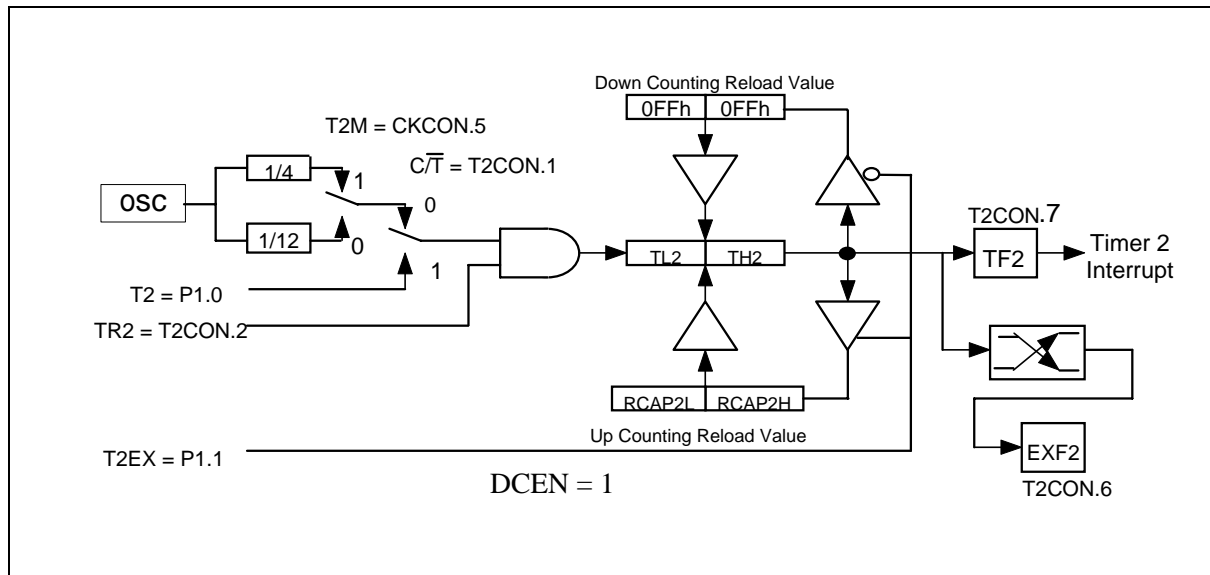 Down Counting Reload Value
0FFh 0FFh
T2M = CKCON.5
C/T̅ = T2CON.1
1/4
1
0
OSC
T2CON.7
1/12
0
TL2 TH2
TF2
Timer 2
Interrupt
1
T2 = P1.0
TR2 = T2CON.2
RCAP2L RCAP2H
Up Counting Reload Value
T2EX = P1.1
EXF2
DCEN = 1
T2CON.6